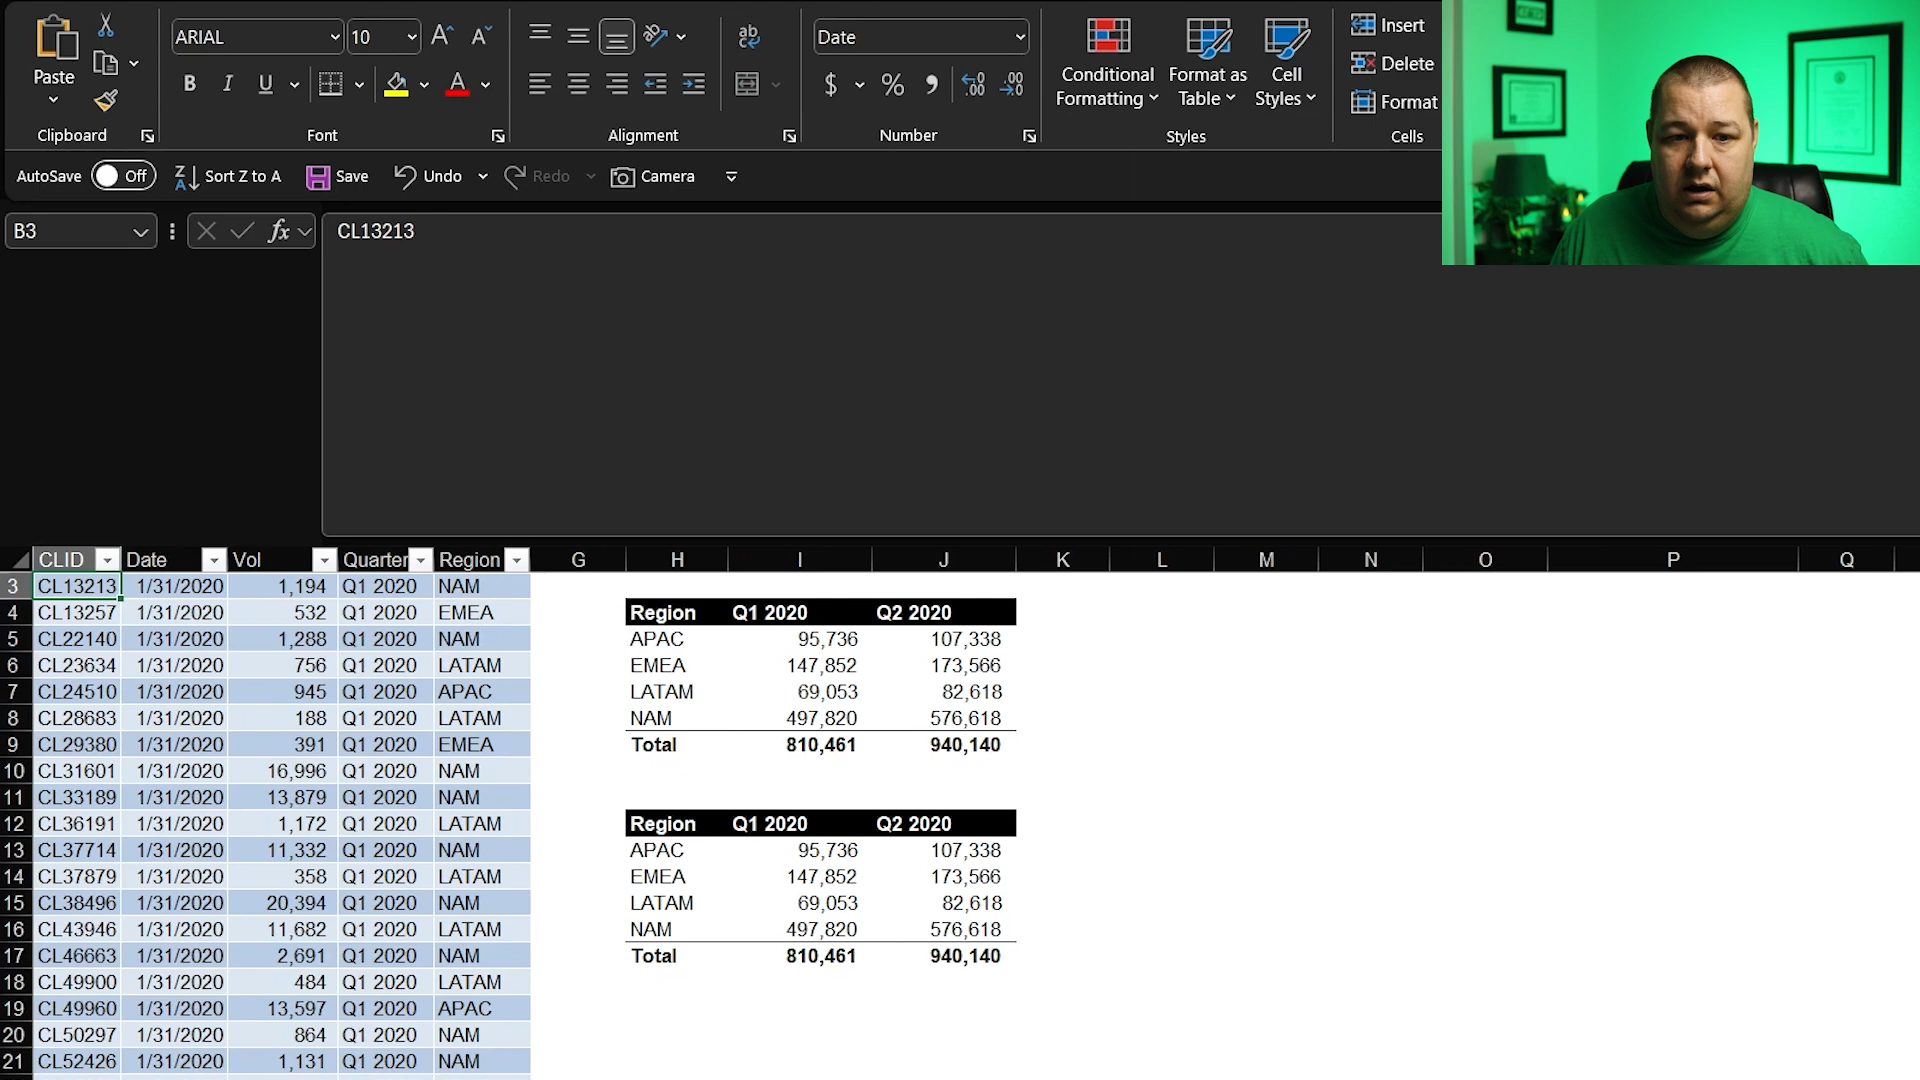 Paste
Clipboard
ARIAL 10
B I U A
Font
ab
Alignment
Date
$ % , .00 .00
Number
Conditional Formatting
Format as Table
Cell Styles
Styles
Insert
Delete
Format
Cells
AutoSave Off Sort Z to A Save Undo Redo Camera
B3 fx CL13213
CLID Date Vol Quarter Region G H I J K L M N O P Q
3 CL13213 1/31/2020 1,194 Q1 2020 NAM
4 CL13257 1/31/2020 532 Q1 2020 EMEA Region Q1 2020 Q2 2020
5 CL22140 1/31/2020 1,288 Q1 2020 NAM APAC 95,736 107,338
6 CL23634 1/31/2020 756 Q1 2020 LATAM EMEA 147,852 173,566
7 CL24510 1/31/2020 945 Q1 2020 APAC LATAM 69,053 82,618
8 CL28683 1/31/2020 188 Q1 2020 LATAM NAM 497,820 576,618
9 CL29380 1/31/2020 391 Q1 2020 EMEA Total 810,461 940,140
10 CL31601 1/31/2020 16,996 Q1 2020 NAM
11 CL33189 1/31/2020 13,879 Q1 2020 NAM
12 CL36191 1/31/2020 1,172 Q1 2020 LATAM Region Q1 2020 Q2 2020
13 CL37714 1/31/2020 11,332 Q1 2020 NAM APAC 95,736 107,338
14 CL37879 1/31/2020 358 Q1 2020 LATAM EMEA 147,852 173,566
15 CL38496 1/31/2020 20,394 Q1 2020 NAM LATAM 69,053 82,618
16 CL43946 1/31/2020 11,682 Q1 2020 LATAM NAM 497,820 576,618
17 CL46663 1/31/2020 2,691 Q1 2020 NAM Total 810,461 940,140
18 CL49900 1/31/2020 484 Q1 2020 LATAM
19 CL49960 1/31/2020 13,597 Q1 2020 APAC
20 CL50297 1/31/2020 864 Q1 2020 NAM
21 CL52426 1/31/2020 1,131 Q1 2020 NAM